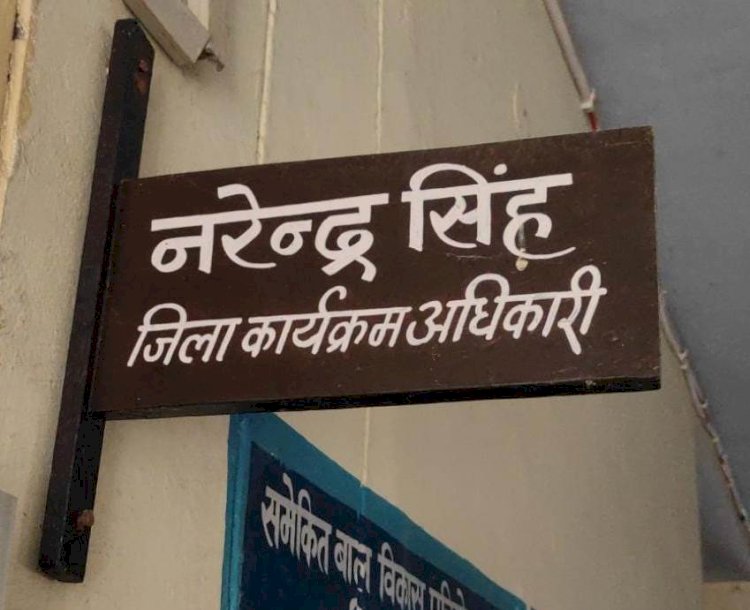 नरेन्द्र सिंह
जिला कार्यक्रम अधिकारी
समेकित बाल विकास